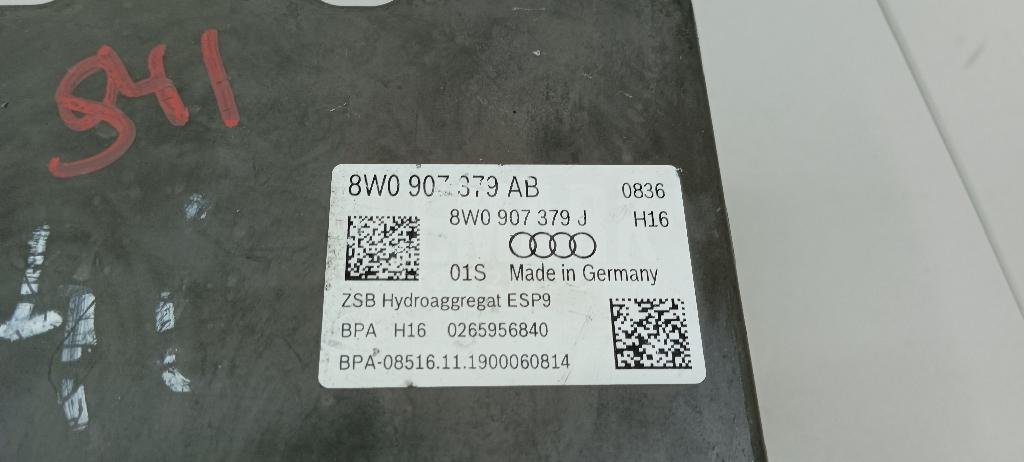 941
8W0 907 379 AB 0836
8W0 907 379 J H16
01S Made in Germany
ZSB Hydroaggregat ESP9
BPA H16 0265956840
BPA-08516.11.1900060814